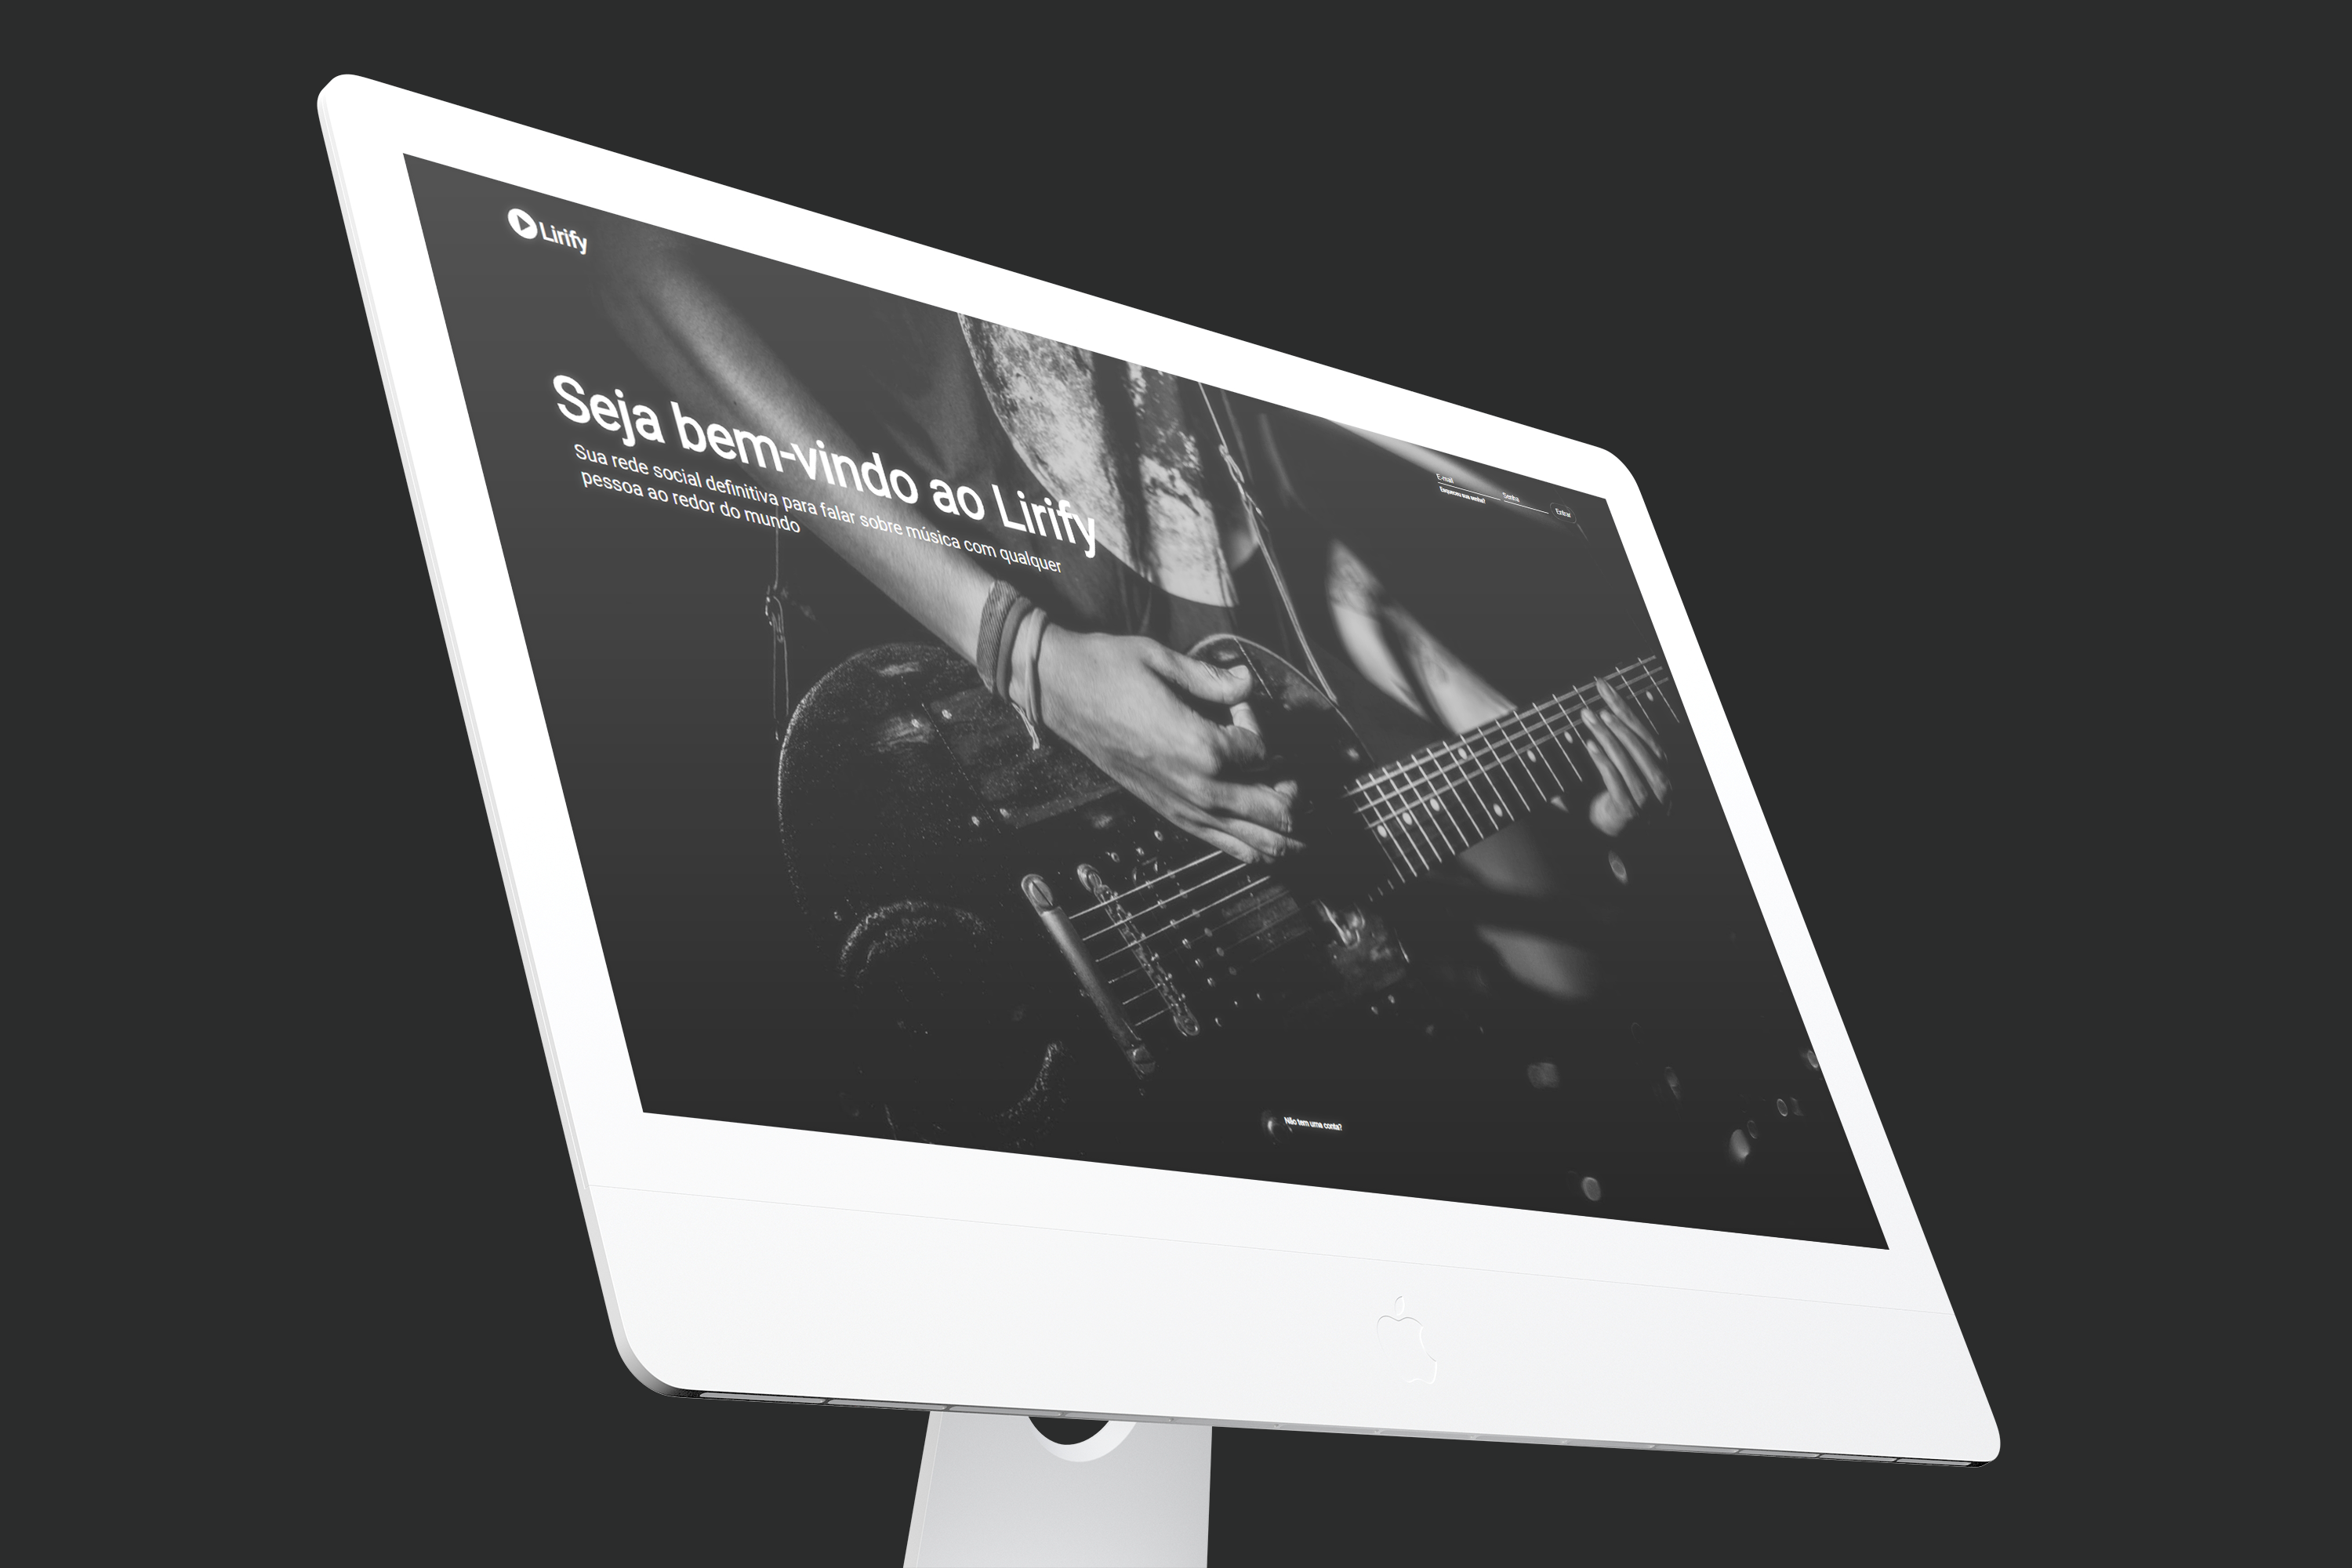 Lirify
E-mail
Senha
Entrar
Esqueceu sua senha?
Seja bem-vindo ao Lirify
Sua rede social definitiva para falar sobre música com qualquer
pessoa ao redor do mundo
Não tem uma conta?